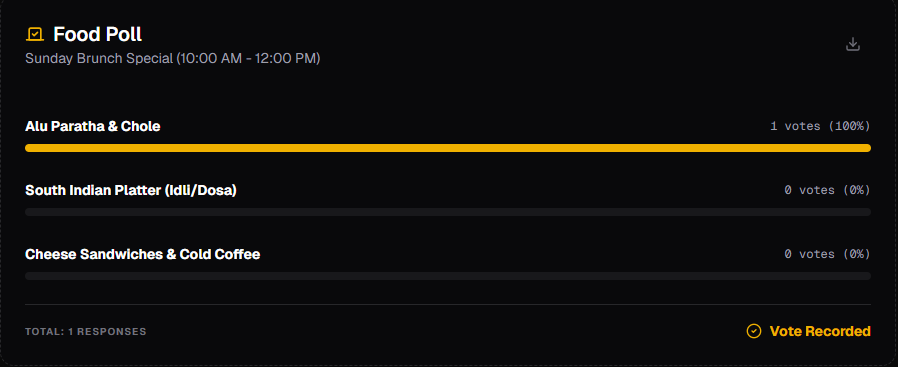 Food Poll
Sunday Brunch Special (10:00 AM - 12:00 PM)
Alu Paratha & Chole 1 votes (100%)
South Indian Platter (Idli/Dosa) 0 votes (0%)
Cheese Sandwiches & Cold Coffee 0 votes (0%)
TOTAL: 1 RESPONSES Vote Recorded